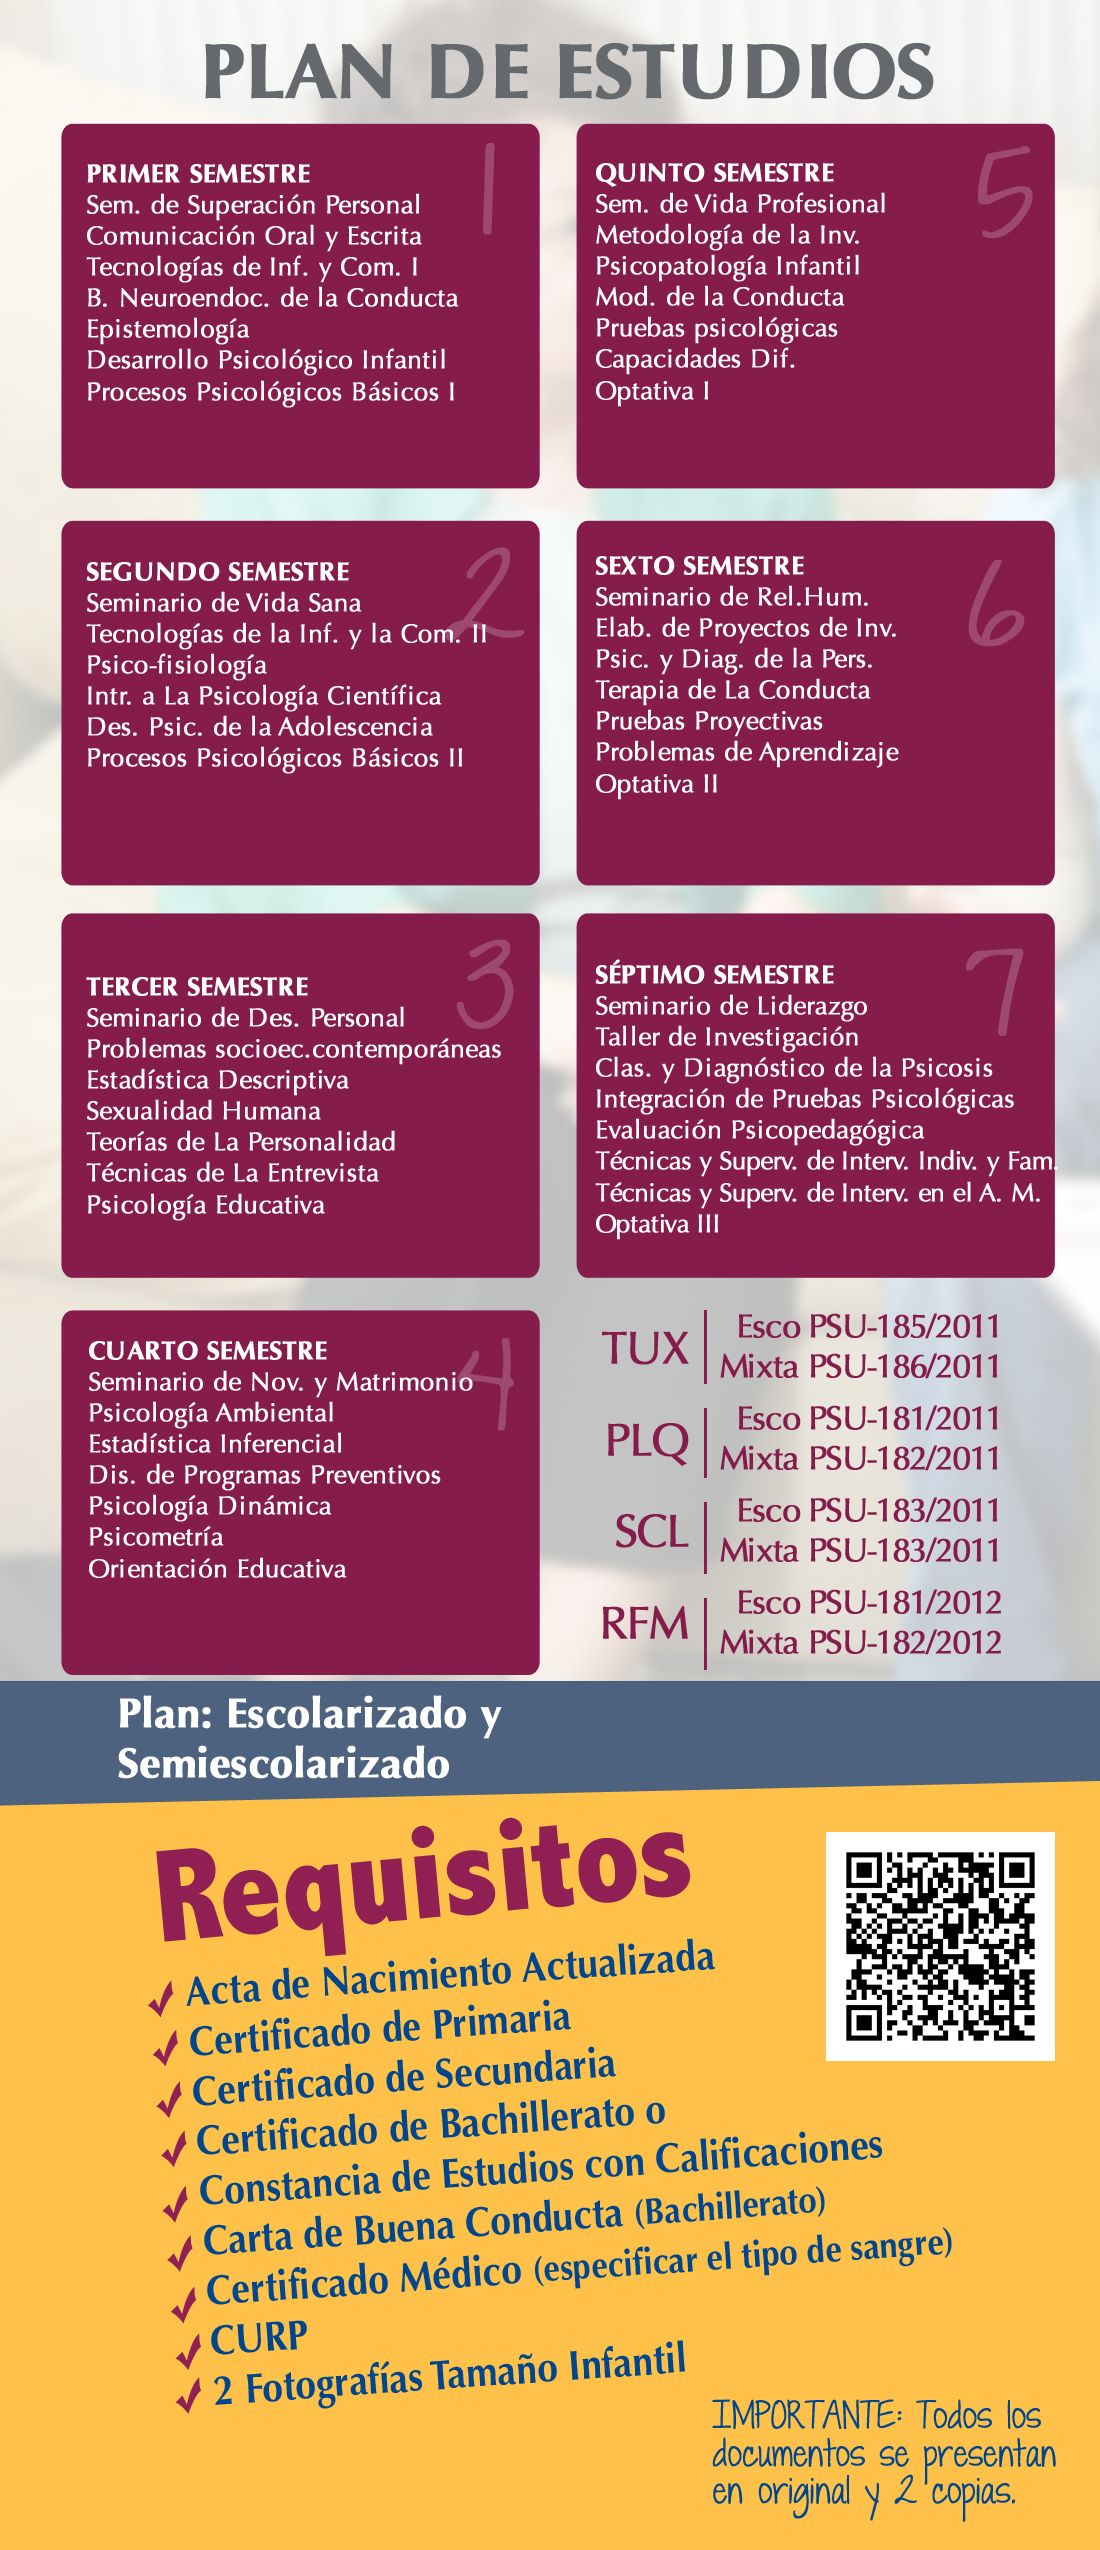 PLAN DE ESTUDIOS
1
PRIMER SEMESTRE
Sem. de Superación Personal
Comunicación Oral y Escrita
Tecnologías de Inf. y Com. I
B. Neuroendoc. de la Conducta
Epistemología
Desarrollo Psicológico Infantil
Procesos Psicológicos Básicos I
2
SEGUNDO SEMESTRE
Seminario de Vida Sana
Tecnologías de la Inf. y la Com. II
Psico-fisiología
Intr. a La Psicología Científica
Des. Psic. de la Adolescencia
Procesos Psicológicos Básicos II
3
TERCER SEMESTRE
Seminario de Des. Personal
Problemas socioec.contemporáneas
Estadística Descriptiva
Sexualidad Humana
Teorías de La Personalidad
Técnicas de La Entrevista
Psicología Educativa
4
CUARTO SEMESTRE
Seminario de Nov. y Matrimonio
Psicología Ambiental
Estadística Inferencial
Dis. de Programas Preventivos
Psicología Dinámica
Psicometría
Orientación Educativa
5
QUINTO SEMESTRE
Sem. de Vida Profesional
Metodología de la Inv.
Psicopatología Infantil
Mod. de la Conducta
Pruebas psicológicas
Capacidades Dif.
Optativa I
6
SEXTO SEMESTRE
Seminario de Rel.Hum.
Elab. de Proyectos de Inv.
Psic. y Diag. de la Pers.
Terapia de La Conducta
Pruebas Proyectivas
Problemas de Aprendizaje
Optativa II
7
SÉPTIMO SEMESTRE
Seminario de Liderazgo
Taller de Investigación
Clas. y Diagnóstico de la Psicosis
Integración de Pruebas Psicológicas
Evaluación Psicopedagógica
Técnicas y Superv. de Interv. Indiv. y Fam.
Técnicas y Superv. de Interv. en el A. M.
Optativa III
TUX
Esco PSU-185/2011
Mixta PSU-186/2011
PLQ
Esco PSU-181/2011
Mixta PSU-182/2011
SCL
Esco PSU-183/2011
Mixta PSU-183/2011
RFM
Esco PSU-181/2012
Mixta PSU-182/2012
Plan: Escolarizado y
Semiescolarizado
Requisitos
Acta de Nacimiento Actualizada
Certificado de Primaria
Certificado de Secundaria
Certificado de Bachillerato o
Constancia de Estudios con Calificaciones
Carta de Buena Conducta (Bachillerato)
Certificado Médico (especificar el tipo de sangre)
CURP
2 Fotografías Tamaño Infantil
IMPORTANTE: Todos los
documentos se presentan
en original y 2 copias.